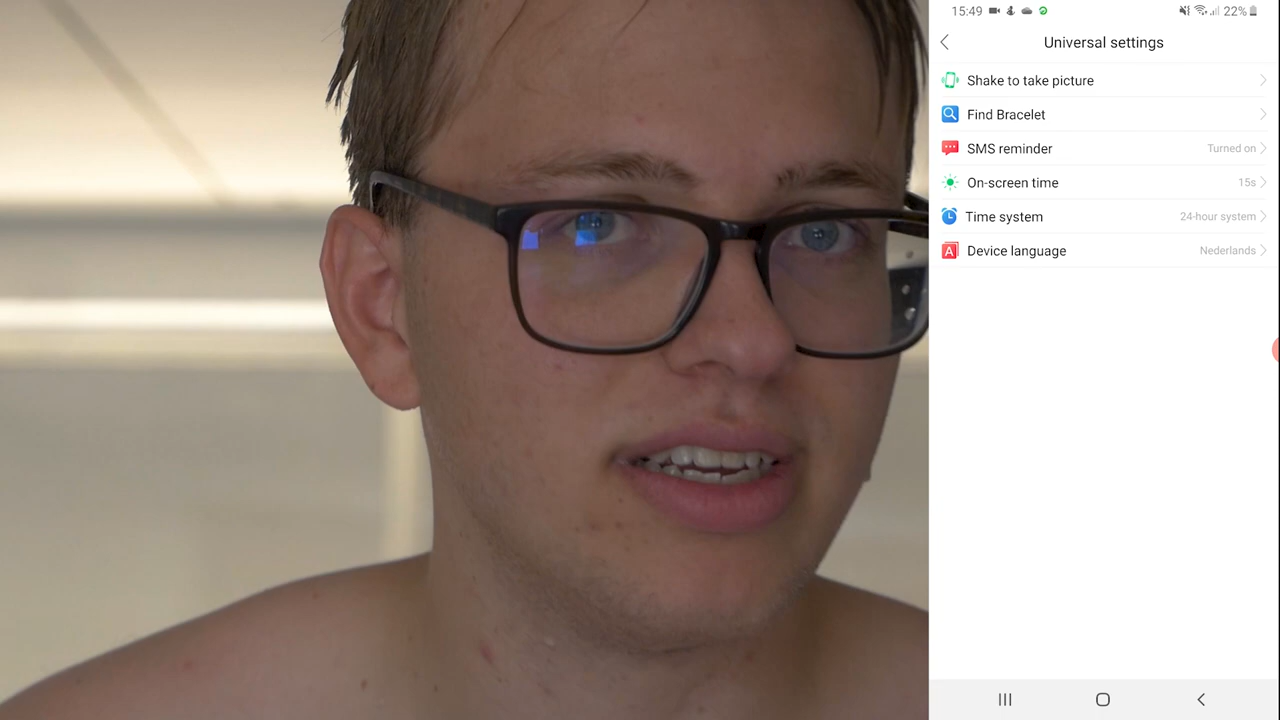 15:49 22%
Universal settings
Shake to take picture
Find Bracelet
SMS reminder Turned on
On-screen time 15s
Time system 24-hour system
A Device language Nederlands